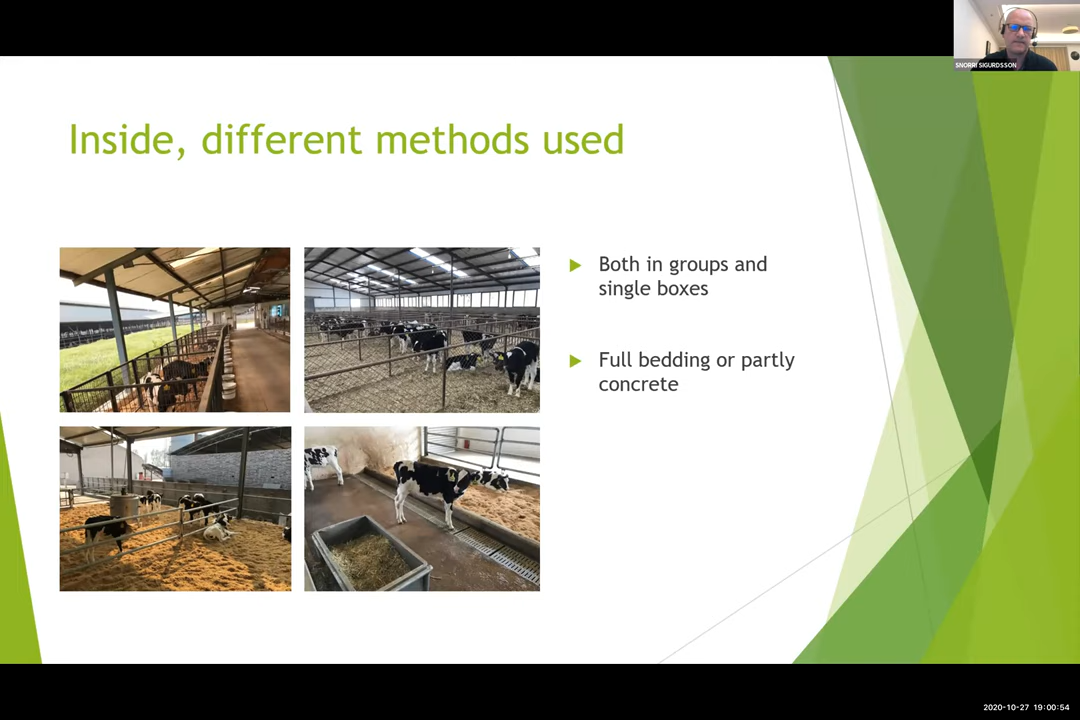 SNORRI SIGURDSSON
Inside, different methods used
Both in groups and
single boxes
Full bedding or partly
concrete
2020-10-27 19:00:54